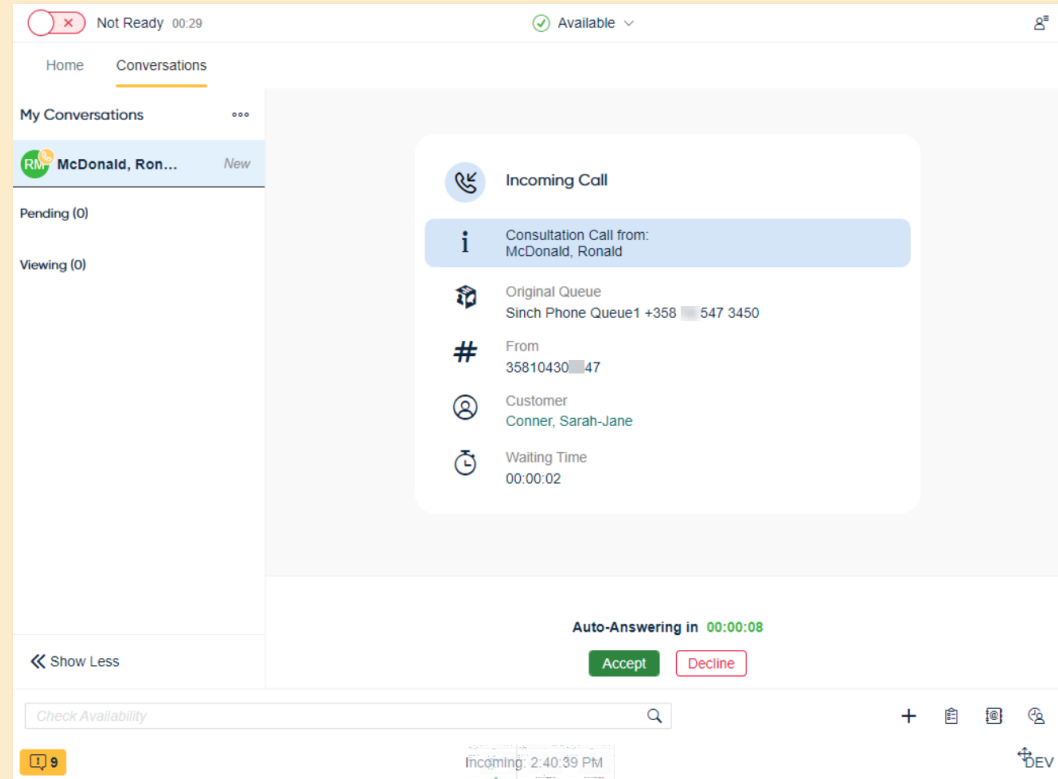 Not Ready 00:29
Available
Home Conversations
My Conversations
RM McDonald, Ron... New
Pending (0)
Viewing (0)
Incoming Call
Consultation Call from:
McDonald, Ronald
Original Queue
Sinch Phone Queue1 +358 547 3450
From
35810430 47
Customer
Conner, Sarah-Jane
Waiting Time
00:00:02
Auto-Answering in 00:00:08
Accept Decline
Show Less
Check Availability
9 Incoming: 2:40:39 PM DEV